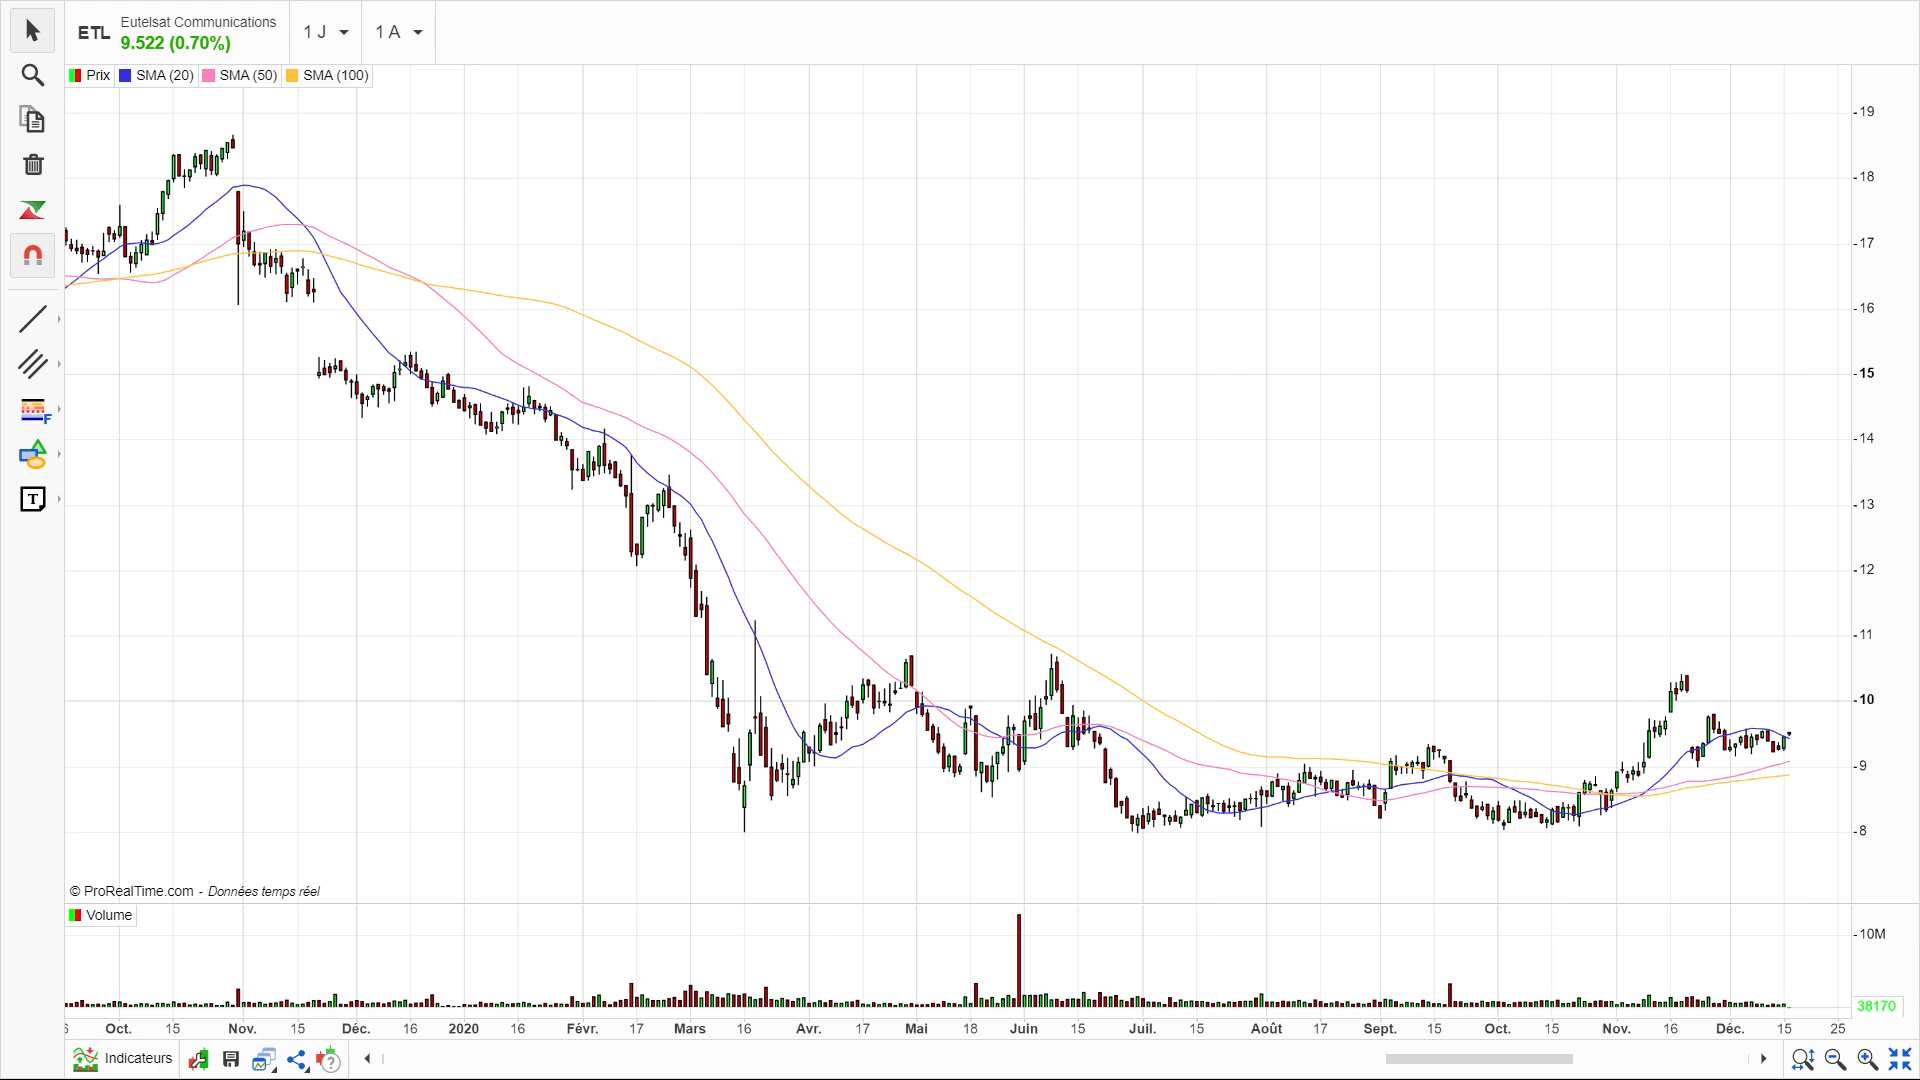 ETL
Eutelsat Communications
9.522 (0.70%)
1 J
1 A
Prix
SMA (20)
SMA (50)
SMA (100)
19
18
17
16
15
14
13
12
11
10
9
8
© ProRealTime.com - Données temps réel
Volume
10M
38170
6 Oct. 15 Nov. 15 Déc. 16 2020 16 Févr. 17 Mars 16 Avr. 17 Mai 18 Juin 15 Juil. 15 Août 17 Sept. 15 Oct. 15 Nov. 16 Déc. 15 25
Indicateurs
F
T
?